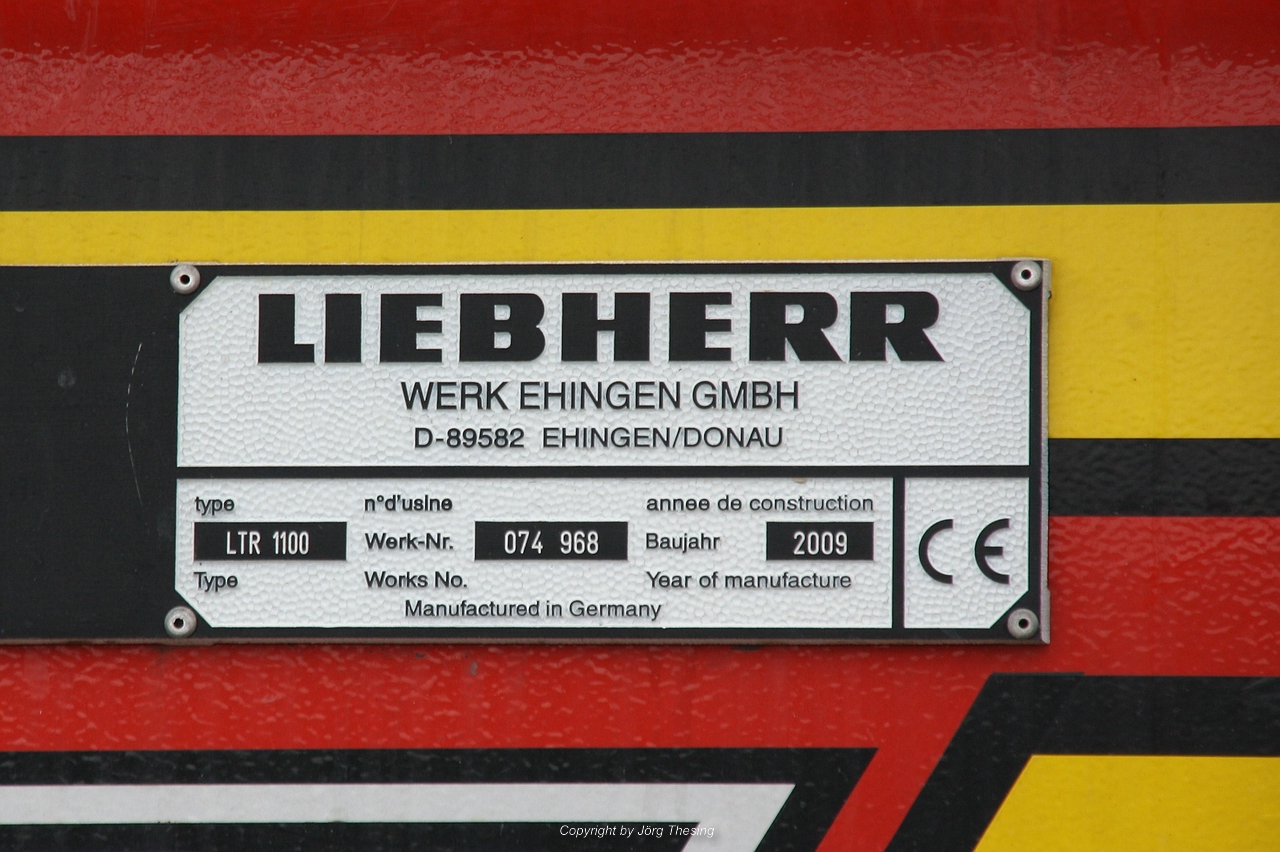 LIEBHERR
WERK EHINGEN GMBH
D-89582 EHINGEN/DONAU
type n°d'usine annee de construction
LTR 1100 Werk-Nr. 074 968 Baujahr 2009 CE
Type Works No. Year of manufacture
Manufactured in Germany
Copyright by Jörg Thesing